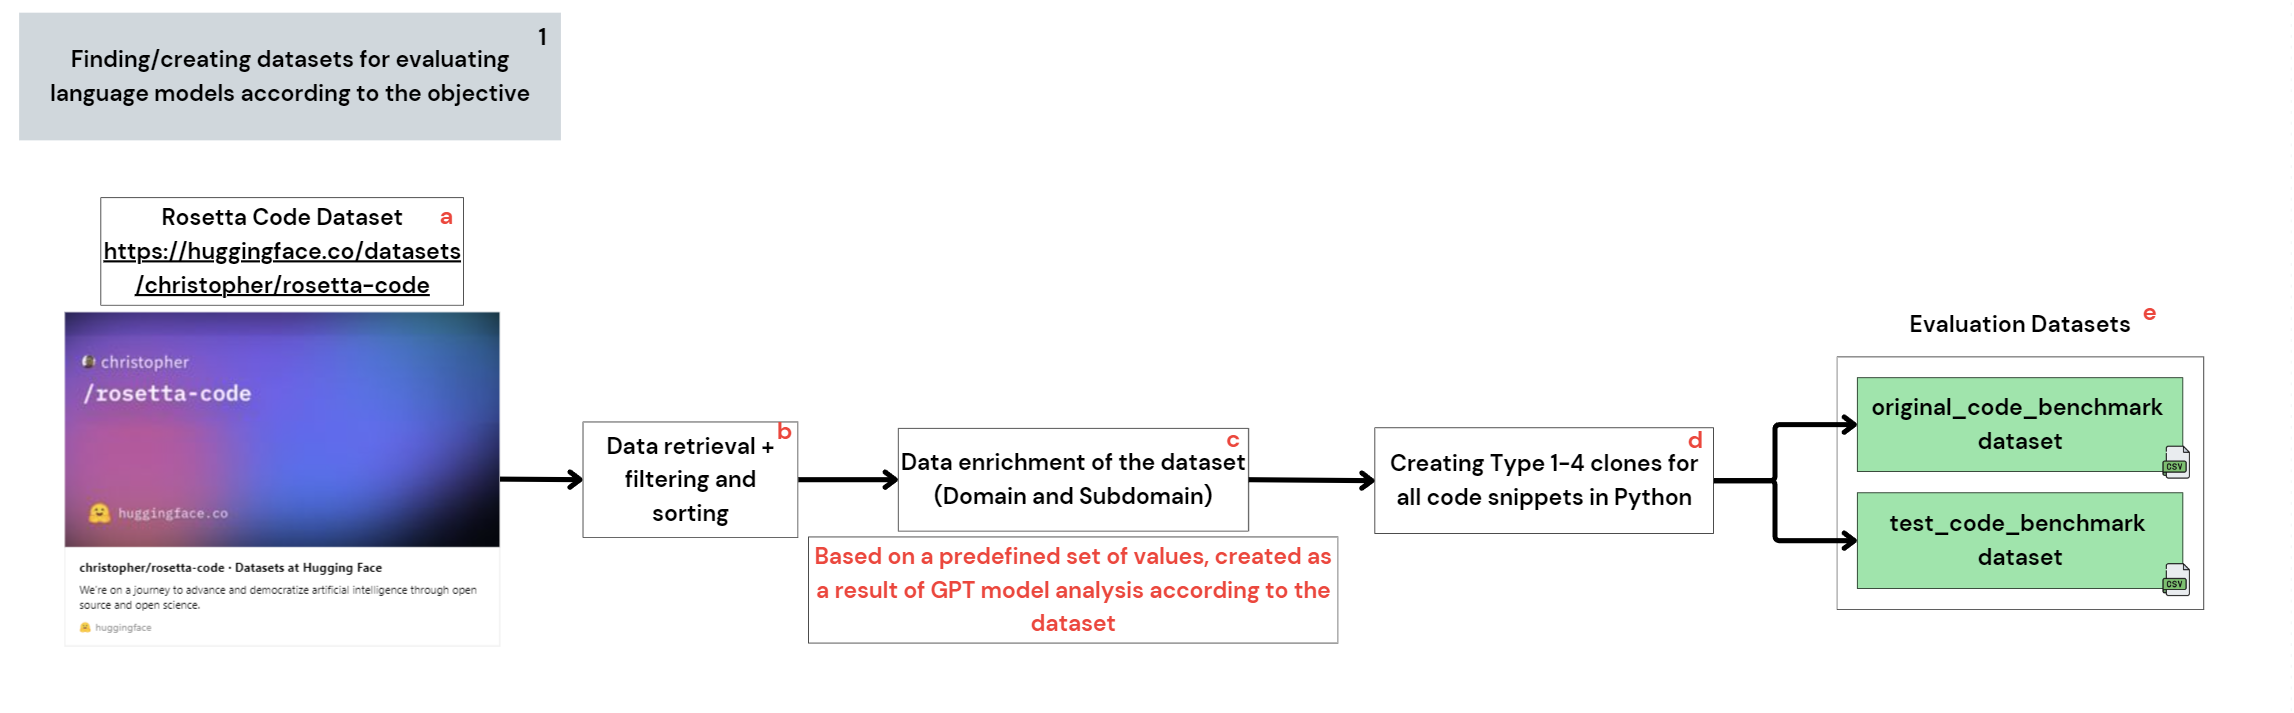 1
Finding/creating datasets for evaluating
language models according to the objective
Rosetta Code Dataset a
https://huggingface.co/datasets
/christopher/rosetta-code
christopher
/rosetta-code
huggingface.co
christopher/rosetta-code · Datasets at Hugging Face
We're on a journey to advance and democratize artificial intelligence through open
source and open science.
huggingface
b
Data retrieval +
filtering and
sorting
c
Data enrichment of the dataset
(Domain and Subdomain)
Based on a predefined set of values, created as
a result of GPT model analysis according to the
dataset
d
Creating Type 1-4 clones for
all code snippets in Python
Evaluation Datasets e
original_code_benchmark
dataset
CSV
test_code_benchmark
dataset
CSV